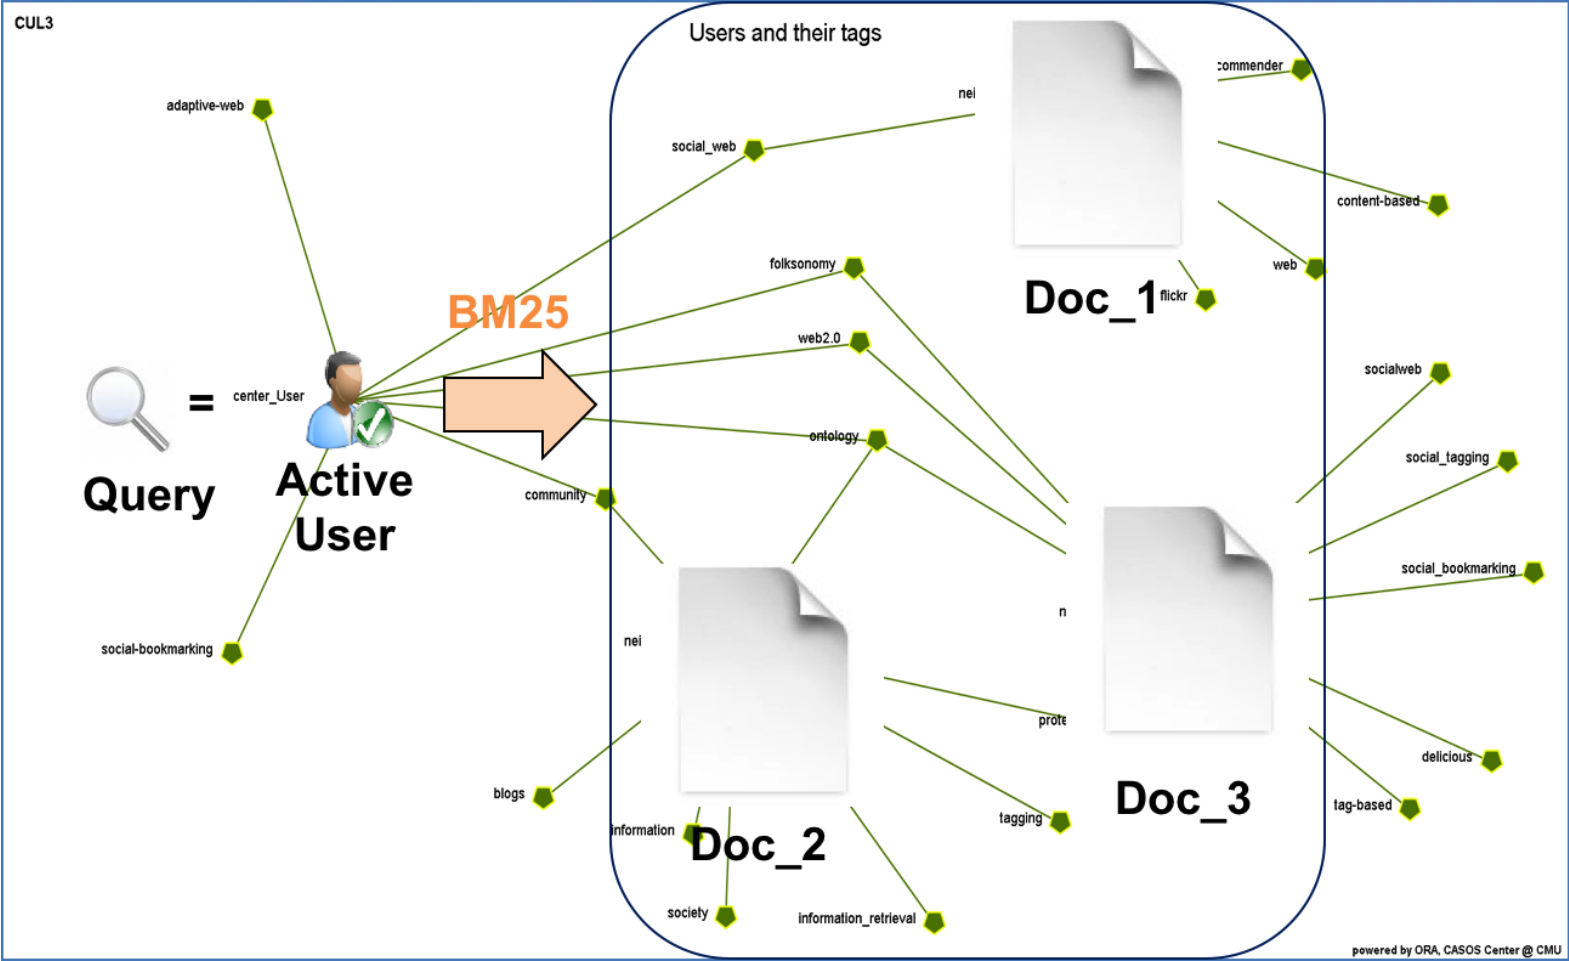 CUL3
Users and their tags
commender
adaptive-web
nei
social_web
content-based
folksonomy
web
BM25
Doc_1
flickr
web2.0
socialweb
=
center_User
ontology
social_tagging
Query
Active
User
community
social_bookmarking
n
nei
social-bookmarking
prote
delicious
blogs
Doc_3
tag-based
tagging
information
Doc_2
society
information_retrieval
powered by ORA, CASOS Center @ CMU